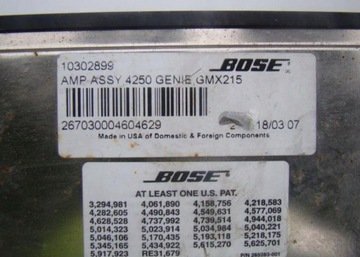 10302899
BOSE
AMP ASSY 4250 GENIE GMX215
267030004604629
18/03 07
Made in USA of Domestic & Foreign Components
BOSE
AT LEAST ONE U.S. PAT.
3,294,981 4,061,890 4,158,756 4,218,583
4,282,605 4,490,843 4,549,631 4,577,069
4,628,528 4,737,992 4,739,514 4,944,018
5,014,323 5,023,914 5,034,984 5,040,221
5,046,106 5,170,435 5,193,118 5,218,175
5,345,165 5,434,922 5,615,270 5,625,701
5,917,923 RE31,679
P/N 265283-001